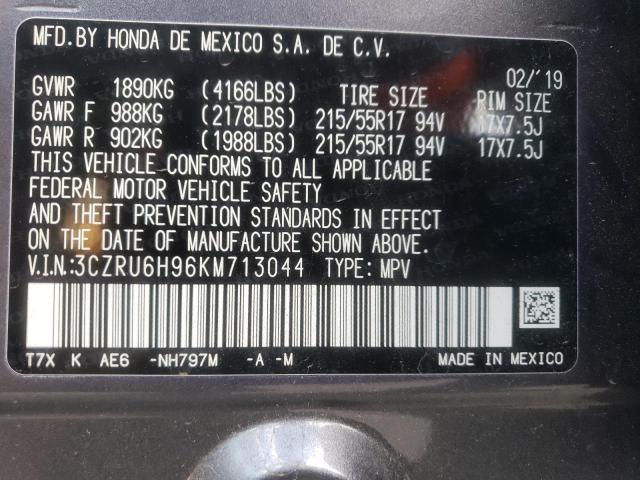 MFD.BY HONDA DE MEXICO S.A. DE C.V.
02/'19
GVWR 1890KG (4166LBS) TIRE SIZE RIM SIZE
GAWR F 988KG (2178LBS) 215/55R17 94V 17X7.5J
GAWR R 902KG (1988LBS) 215/55R17 94V 17X7.5J
THIS VEHICLE CONFORMS TO ALL APPLICABLE
FEDERAL MOTOR VEHICLE SAFETY
AND THEFT PREVENTION STANDARDS IN EFFECT
ON THE DATE OF MANUFACTURE SHOWN ABOVE
V.I.N.:3CZRU6H96KM713044 TYPE: MPV
T7X K AE6 -NH797M -A -M MADE IN MEXICO